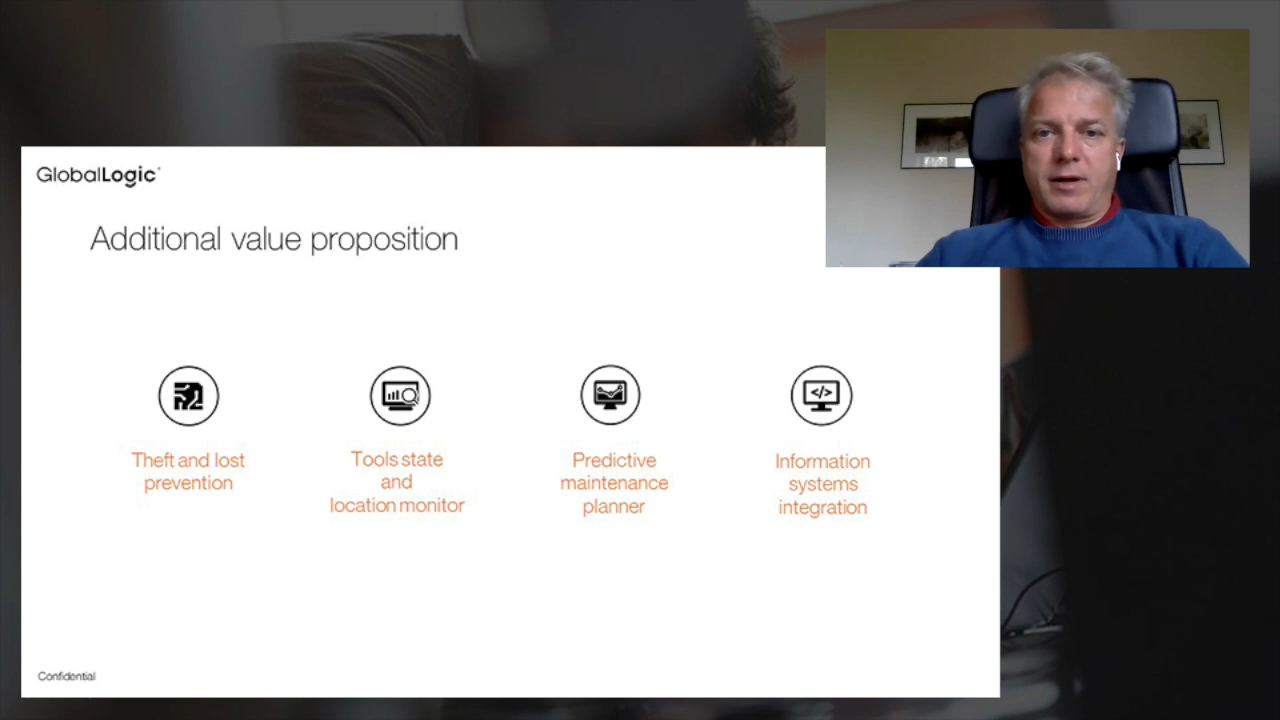 GlobalLogic
Additional value proposition
Theft and lost
prevention
Tools state
and
location monitor
Predictive
maintenance
planner
Information
systems
integration
Confidential